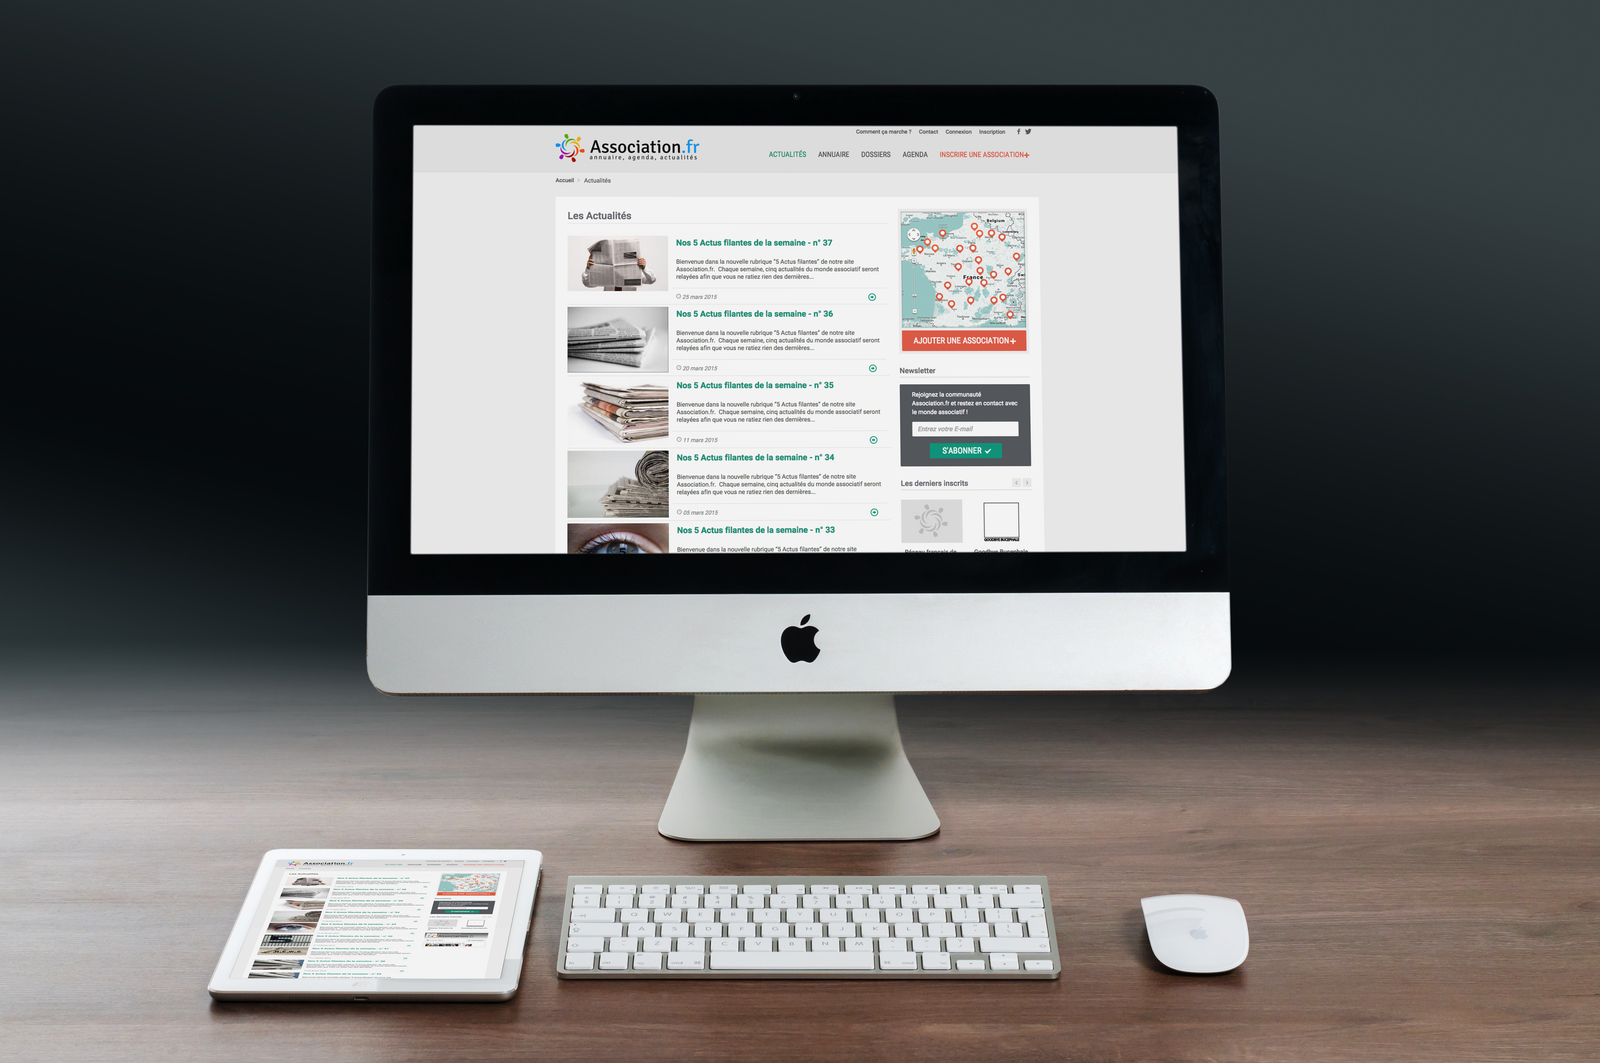 Comment ça marche ? Contact Connexion Inscription
Association.fr
annuaire, agenda, actualités
ACTUALITÉS ANNUAIRE DOSSIERS AGENDA INSCRIRE UNE ASSOCIATION+
Accueil Actualités
Les Actualités
Nos 5 Actus filantes de la semaine - n° 37
Bienvenue dans la nouvelle rubrique "5 Actus filantes" de notre site
Association.fr. Chaque semaine, cinq actualités du monde associatif seront
relayées afin que vous ne ratiez rien des dernières...
25 mars 2015
Nos 5 Actus filantes de la semaine - n° 36
Bienvenue dans la nouvelle rubrique "5 Actus filantes" de notre site
Association.fr. Chaque semaine, cinq actualités du monde associatif seront
relayées afin que vous ne ratiez rien des dernières...
20 mars 2015
Nos 5 Actus filantes de la semaine - n° 35
Bienvenue dans la nouvelle rubrique "5 Actus filantes" de notre site
Association.fr. Chaque semaine, cinq actualités du monde associatif seront
relayées afin que vous ne ratiez rien des dernières...
11 mars 2015
Nos 5 Actus filantes de la semaine - n° 34
Bienvenue dans la nouvelle rubrique "5 Actus filantes" de notre site
Association.fr. Chaque semaine, cinq actualités du monde associatif seront
relayées afin que vous ne ratiez rien des dernières...
05 mars 2015
Nos 5 Actus filantes de la semaine - n° 33
Bienvenue dans la nouvelle rubrique "5 Actus filantes" de notre site
Belgium
France
AJOUTER UNE ASSOCIATION+
Newsletter
Rejoignez la communauté
Association.fr et restez en contact avec
le monde associatif !
Entrez votre E-mail
S'ABONNER
Les derniers inscrits
GOODBYE BUCEPHALE
Réseau français de Goodbye Bucephale
Association.fr
Q W E R T Y U I O P
A S D F G H J K L
Z X C V B N M